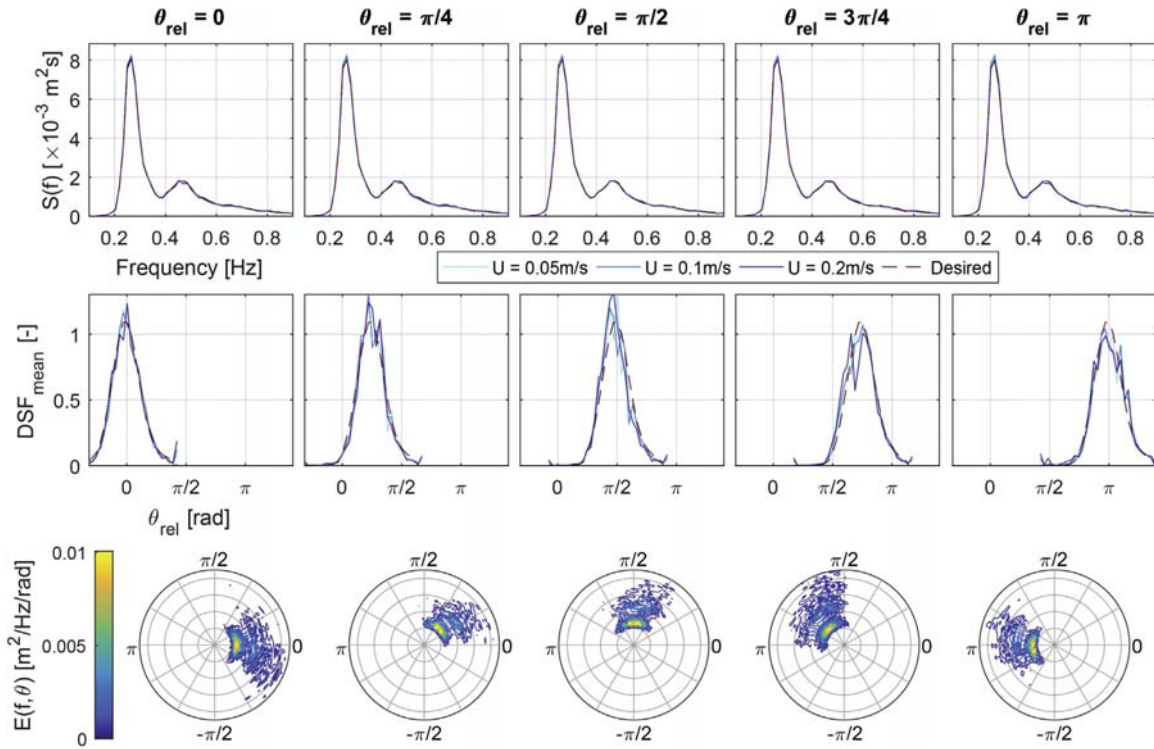 θrel = 0 θrel = π/4 θrel = π/2 θrel = 3π/4 θrel = π
S(f) [×10⁻³ m²s]
8
6
4
2
0
0.2 0.4 0.6 0.8 0.2 0.4 0.6 0.8 0.2 0.4 0.6 0.8 0.2 0.4 0.6 0.8 0.2 0.4 0.6 0.8
Frequency [Hz]
U = 0.05m/s U = 0.1m/s U = 0.2m/s Desired
DSFmean [-]
1
0.5
0
0 π/2 π 0 π/2 π 0 π/2 π 0 π/2 π 0 π/2 π
θrel [rad]
E(f,θ) [m²/Hz/rad]
0.01
0.005
0
π/2 π/2 π/2 π/2 π/2
π 0 π 0 π 0 π 0 π 0
-π/2 -π/2 -π/2 -π/2 -π/2